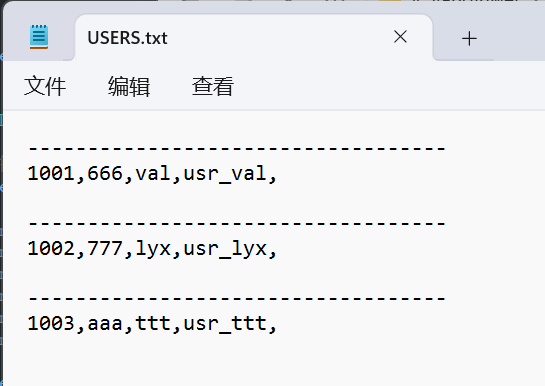 USERS.txt
文件 编辑 查看
-----------------------------------
1001,666,val,usr_val,
-----------------------------------
1002,777,lyx,usr_lyx,
-----------------------------------
1003,aaa,ttt,usr_ttt,